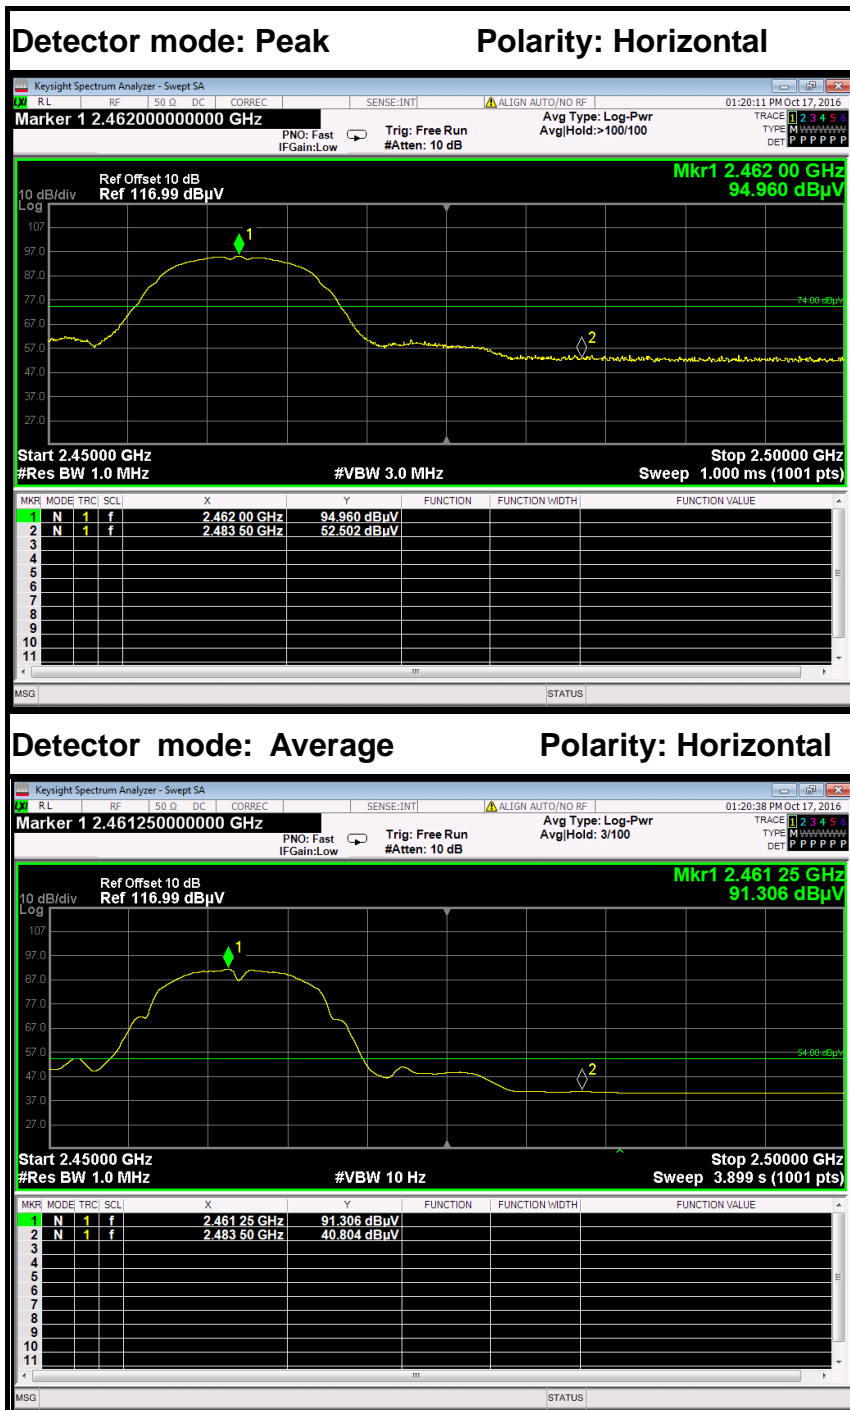 Detector mode: Peak Polarity: Horizontal
Keysight Spectrum Analyzer - Swept SA
LXI RL RF 50 Ω DC CORREC SENSE:INT ALIGN AUTO/NO RF 01:20:11 PM Oct 17, 2016
Marker 1 2.462000000000 GHz
PNO: Fast
IFGain:Low
Trig: Free Run
#Atten: 10 dB
Avg Type: Log-Pwr
Avg|Hold:>100/100
TRACE 1 2 3 4 5 6
TYPE M WWWWW
DET P P P P P P
Mkr1 2.462 00 GHz
94.960 dBµV
10 dB/div
Log
Ref Offset 10 dB
Ref 116.99 dBµV
107
97.0
87.0
77.0
67.0
57.0
47.0
37.0
27.0
1
74.00 dBµV
2
Start 2.45000 GHz Stop 2.50000 GHz
#Res BW 1.0 MHz #VBW 3.0 MHz Sweep 1.000 ms (1001 pts)
MKR MODE TRC SCL X Y FUNCTION FUNCTION WIDTH FUNCTION VALUE
1 N 1 f 2.462 00 GHz 94.960 dBµV
2 N 1 f 2.483 50 GHz 52.502 dBµV
3
4
5
6
7
8
9
10
11
MSG STATUS
Detector mode: Average Polarity: Horizontal
Keysight Spectrum Analyzer - Swept SA
LXI RL RF 50 Ω DC CORREC SENSE:INT ALIGN AUTO/NO RF 01:20:38 PM Oct 17, 2016
Marker 1 2.461250000000 GHz
PNO: Fast
IFGain:Low
Trig: Free Run
#Atten: 10 dB
Avg Type: Log-Pwr
Avg|Hold: 3/100
TRACE 1 2 3 4 5 6
TYPE M WWWWW
DET P P P P P P
Mkr1 2.461 25 GHz
91.306 dBµV
10 dB/div
Log
Ref Offset 10 dB
Ref 116.99 dBµV
107
97.0
87.0
77.0
67.0
57.0
47.0
37.0
27.0
1
54.00 dBµV
2
Start 2.45000 GHz Stop 2.50000 GHz
#Res BW 1.0 MHz #VBW 10 Hz Sweep 3.899 s (1001 pts)
MKR MODE TRC SCL X Y FUNCTION FUNCTION WIDTH FUNCTION VALUE
1 N 1 f 2.461 25 GHz 91.306 dBµV
2 N 1 f 2.483 50 GHz 40.804 dBµV
3
4
5
6
7
8
9
10
11
MSG STATUS